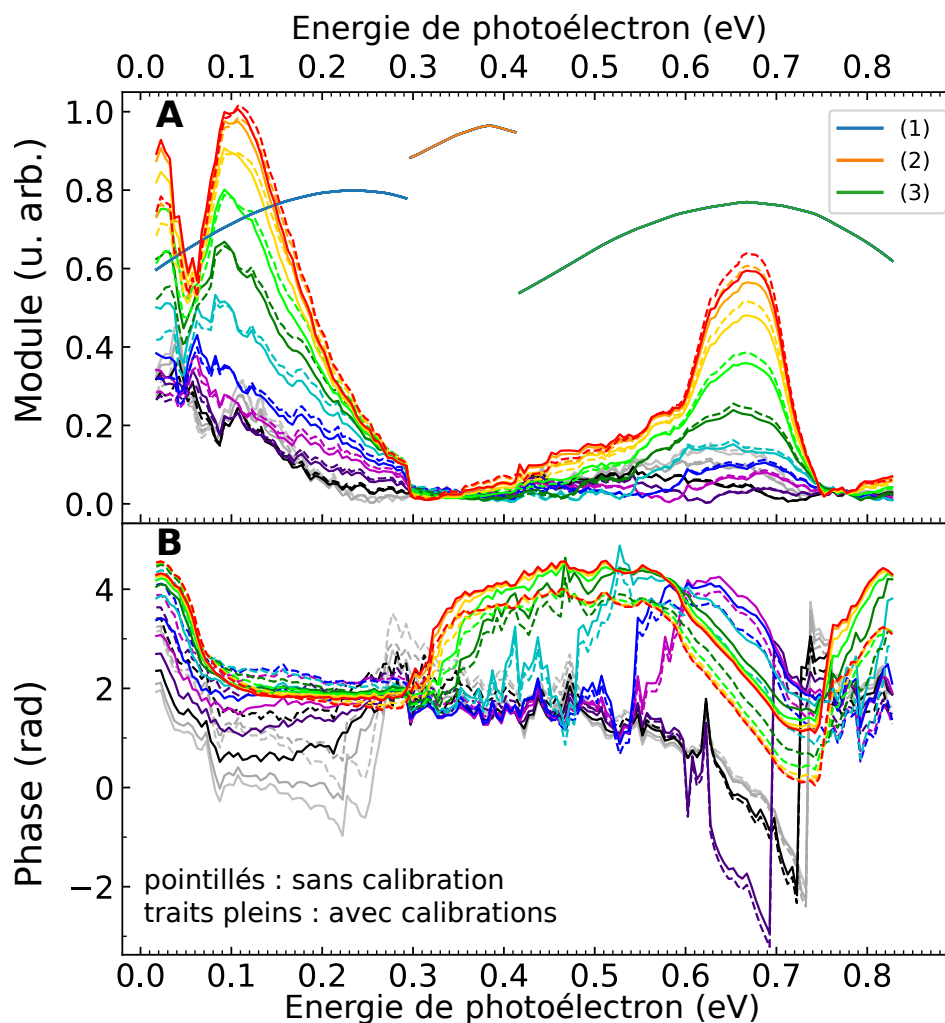 Energie de photoélectron (eV)
0.0 0.1 0.2 0.3 0.4 0.5 0.6 0.7 0.8
A
1.0
0.8
0.6
0.4
0.2
0.0
Module (u. arb.)
(1)
(2)
(3)
B
4
2
0
−2
Phase (rad)
pointillés : sans calibration
traits pleins : avec calibrations
0.0 0.1 0.2 0.3 0.4 0.5 0.6 0.7 0.8
Energie de photoélectron (eV)